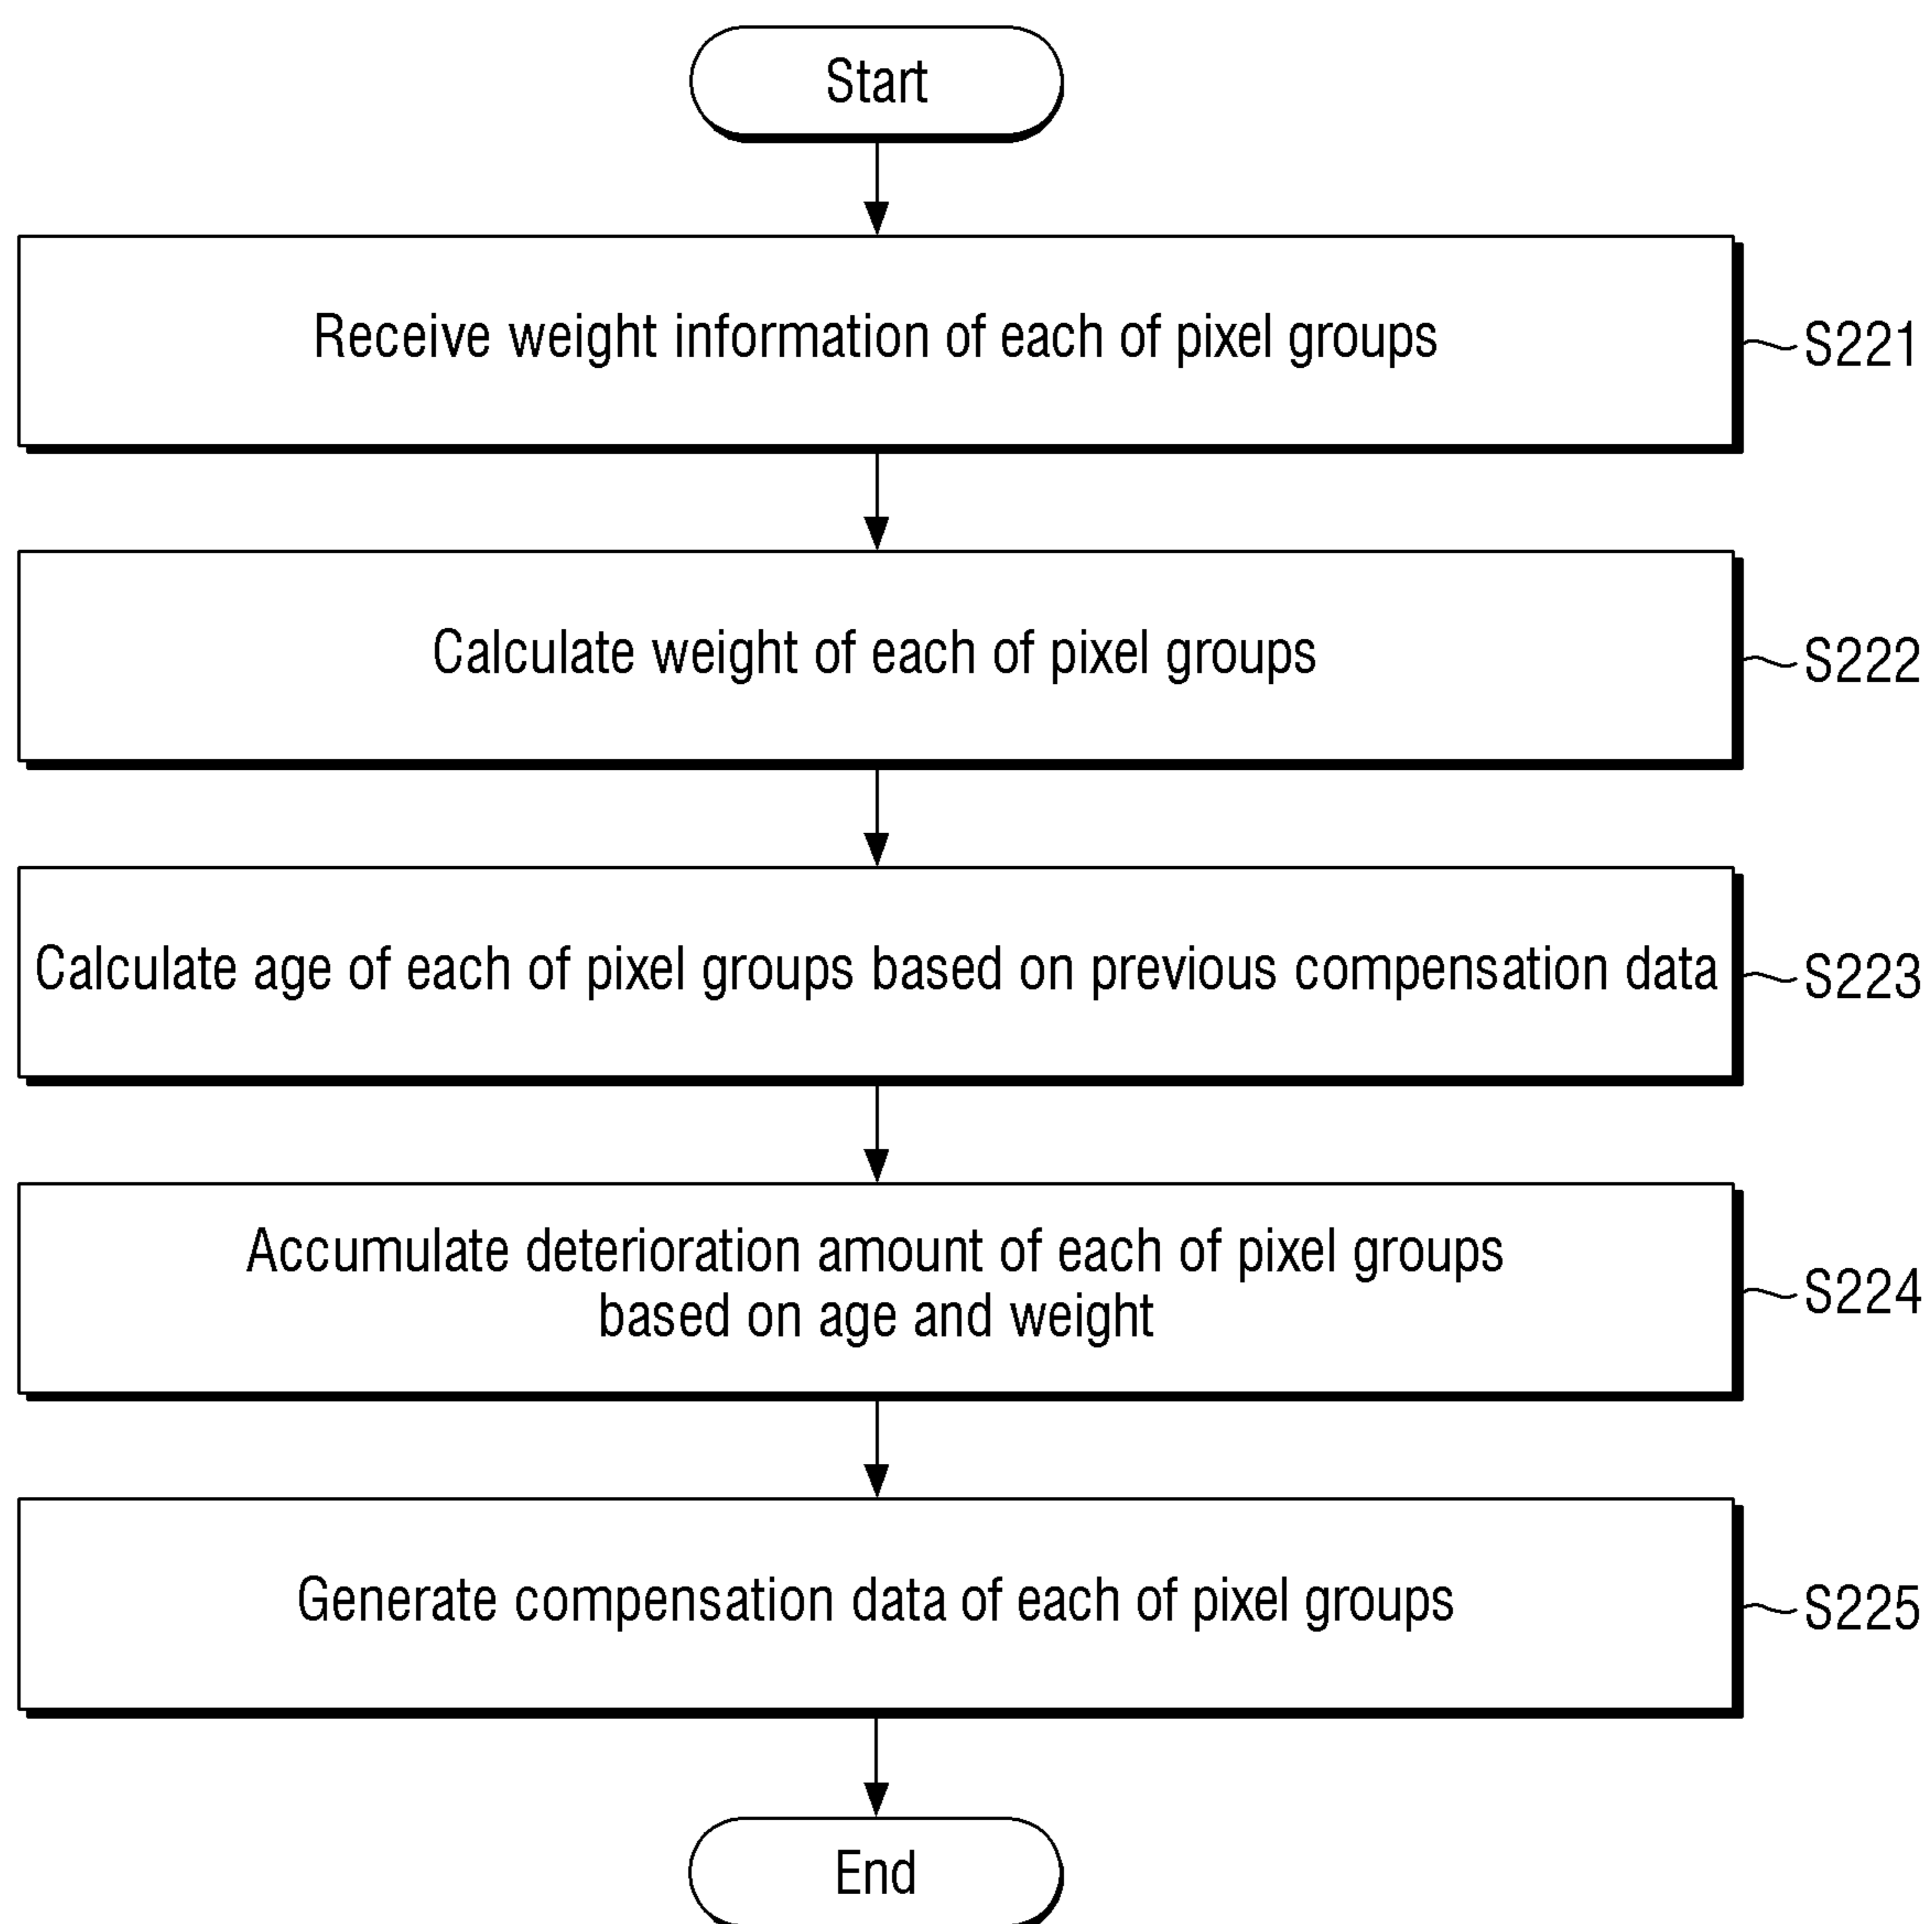 Start
Receive weight information of each of pixel groups
S221
Calculate weight of each of pixel groups
S222
Calculate age of each of pixel groups based on previous compensation data
S223
Accumulate deterioration amount of each of pixel groups
based on age and weight
S224
Generate compensation data of each of pixel groups
S225
End